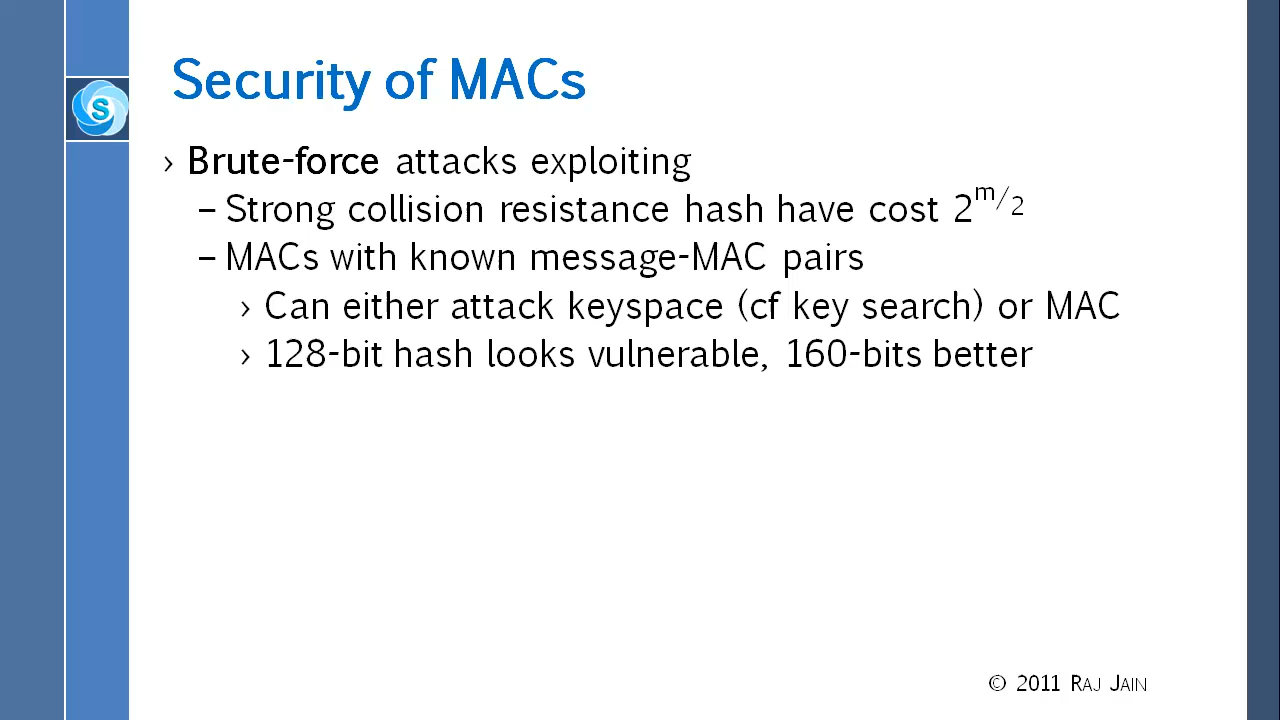 S
Security of MACs
› Brute-force attacks exploiting
– Strong collision resistance hash have cost 2^m/2
– MACs with known message-MAC pairs
› Can either attack keyspace (cf key search) or MAC
› 128-bit hash looks vulnerable, 160-bits better
© 2011 RAJ JAIN